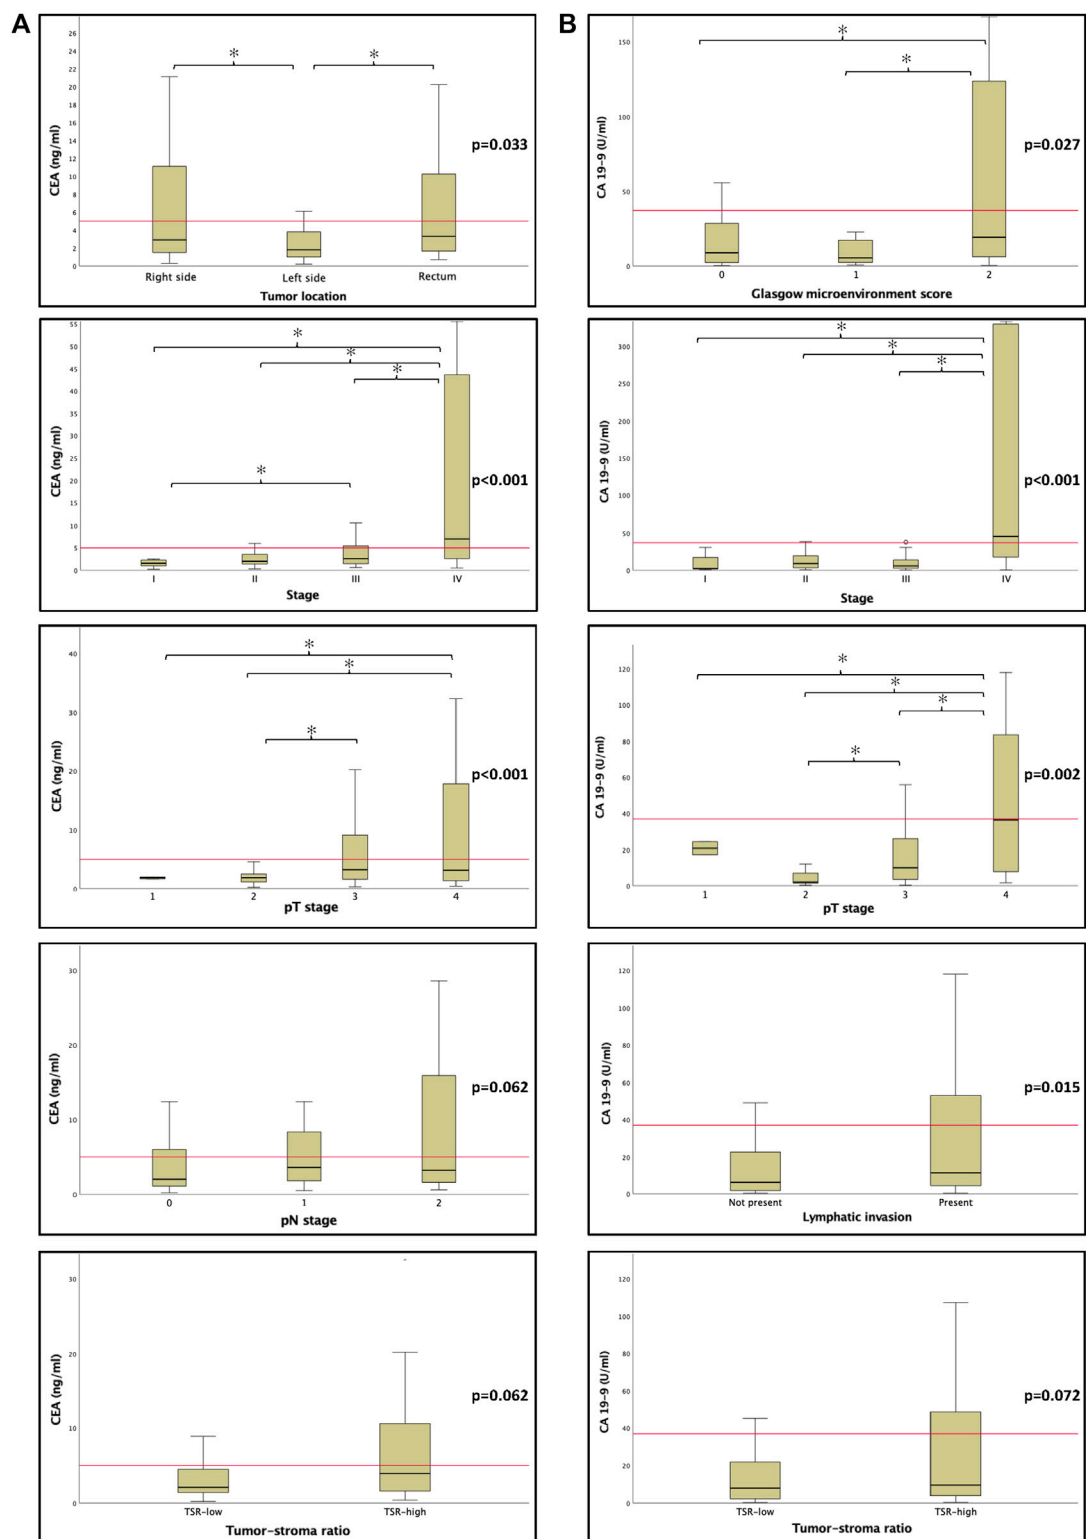 A
26
24
22
20
18
16
14
12
10
8
6
4
2
0
CEA (ng/ml)
*
*
p=0.033
Right side
Left side
Rectum
Tumor location
55
50
45
40
35
30
25
20
15
10
5
0
CEA (ng/ml)
*
*
*
*
p<0.001
I
II
III
IV
Stage
40
30
20
10
0
CEA (ng/ml)
*
*
*
p<0.001
1
2
3
4
pT stage
30
20
10
0
CEA (ng/ml)
p=0.062
0
1
2
pN stage
30
20
10
0
CEA (ng/ml)
p=0.062
TSR-low
TSR-high
Tumor-stroma ratio
B
150
100
50
0
CA 19-9 (U/ml)
*
*
p=0.027
0
1
2
Glasgow microenvironment score
300
250
200
150
100
50
0
CA 19-9 (U/ml)
*
*
*
p<0.001
I
II
III
IV
Stage
120
100
80
60
40
20
0
CA 19-9 (U/ml)
*
*
*
*
p=0.002
1
2
3
4
pT stage
120
100
80
60
40
20
0
CA 19-9 (U/ml)
p=0.015
Not present
Present
Lymphatic invasion
120
100
80
60
40
20
0
CA 19-9 (U/ml)
p=0.072
TSR-low
TSR-high
Tumor-stroma ratio